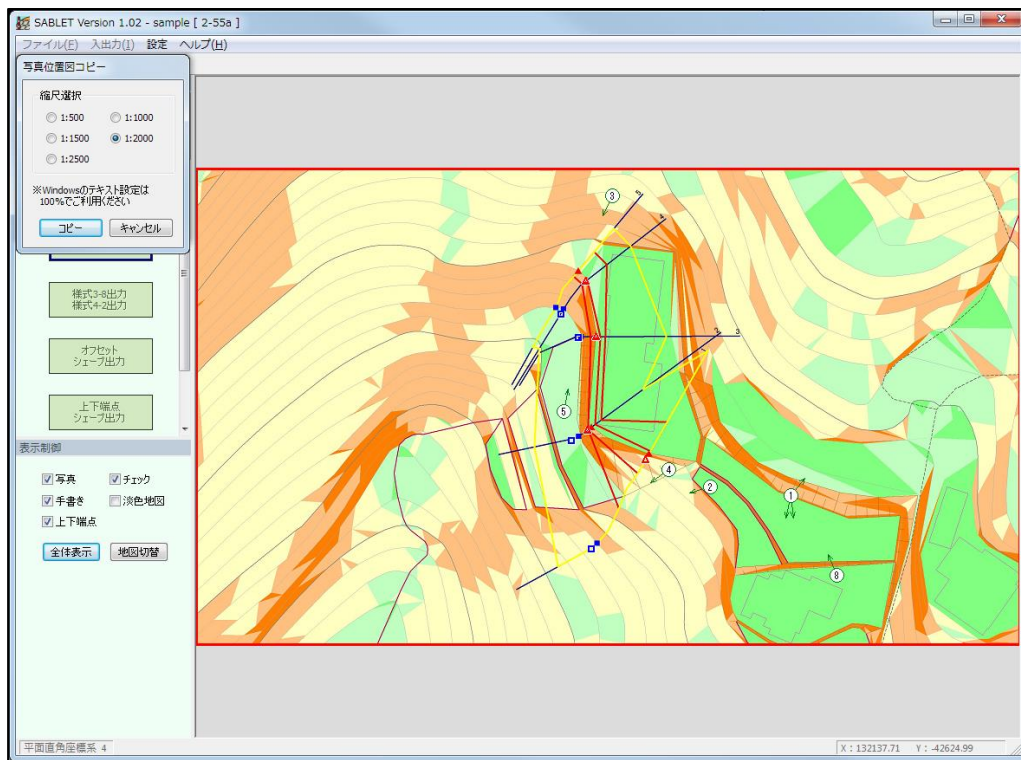 SABLET Version 1.02 - sample [ 2-55a ]
ファイル(F) 入出力(I) 設定 ヘルプ(H)
写真位置図コピー
縮尺選択
1:500 1:1000
1:1500 1:2000
1:2500
※Windowsのテキスト設定は
100%でご利用ください
コピー キャンセル
様式3-8出力
様式4-2出力
オフセット
シェープ出力
上下端点
シェープ出力
表示制御
写真 チェック
手書き 淡色地図
上下端点
全体表示 地図切替
3
5
4
2 3
1
5
4
2
1
8
平面直角座標系 4
X : 132137.71 Y : -42624.99